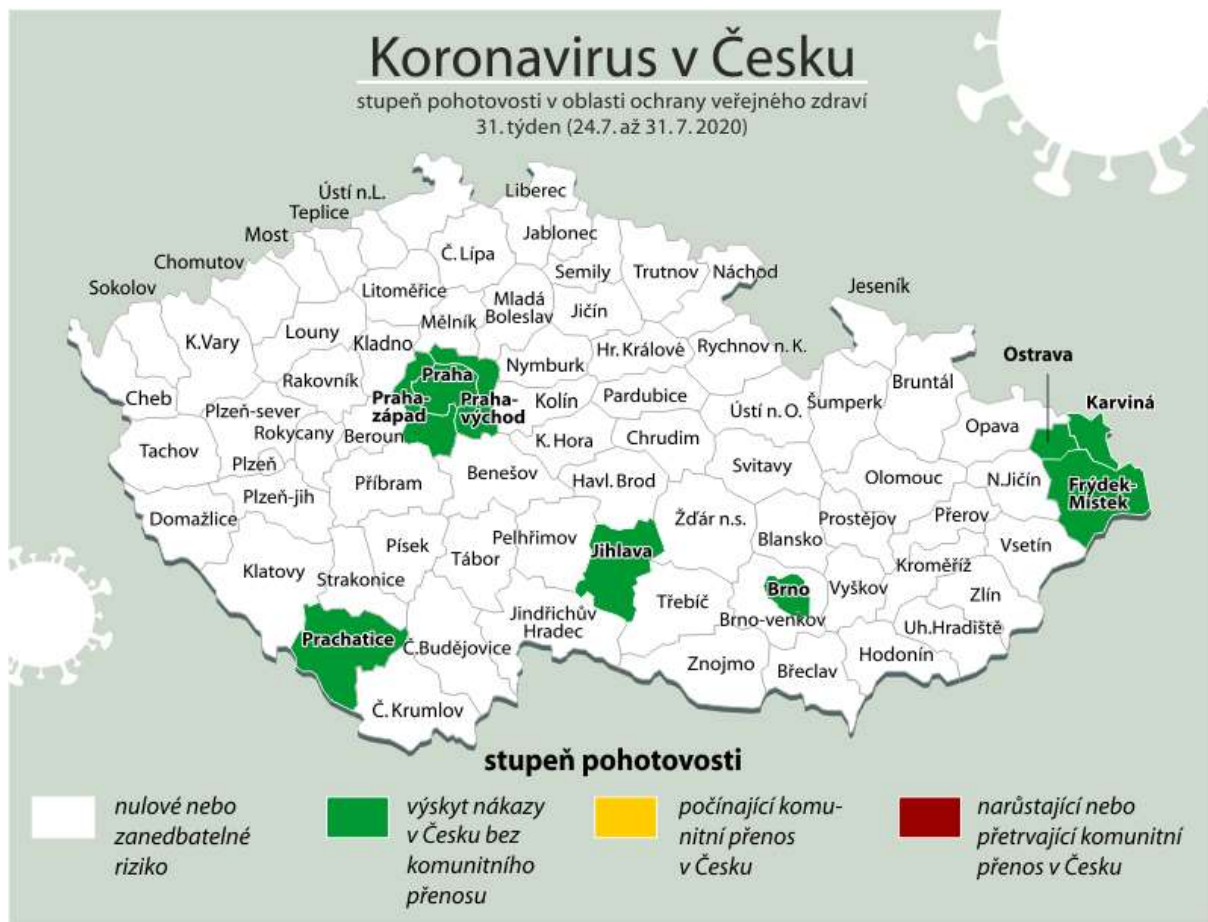 Koronavirus v Česku
stupeň pohotovosti v oblasti ochrany veřejného zdraví
31. týden (24.7. až 31.7.2020)
Ústí n.L.
Liberec
Teplice
Most
Jablonec
Chomutov
Č. Lípa
Semily
Trutnov
Náchod
Sokolov
Jeseník
Litoměřice
Mladá
Boleslav
Jičín
Mělník
Louny
K.Vary
Kladno
Hr. Králové
Rychnov n. K.
Nymburk
Ostrava
Praha
Rakovník
Bruntál
Cheb
Praha-
západ
Praha-
východ
Kolín
Pardubice
Šumperk
Karviná
Plzeň-sever
Ústí n. O.
Rokycany
Beroun
K. Hora
Chrudim
Opava
Tachov
Plzeň
Svitavy
Benešov
Příbram
Havl. Brod
Olomouc
N.Jičín
Frýdek-
Místek
Plzeň-jih
Domažlice
Žďár n.s.
Prostějov
Přerov
Pelhřimov
Blansko
Písek
Jihlava
Vsetín
Tábor
Klatovy
Strakonice
Kroměříž
Brno
Vyškov
Zlín
Třebíč
Jindřichův
Hradec
Brno-venkov
Uh.Hradiště
Prachatice
Č.Budějovice
Hodonín
Znojmo
Břeclav
Č. Krumlov
stupeň pohotovosti
nulové nebo
zanedbatelné
riziko
výskyt nákazy
v Česku bez
komunitního
přenosu
počínající komu-
nitní přenos
v Česku
narůstající nebo
přetrvající komunitní
přenos v Česku